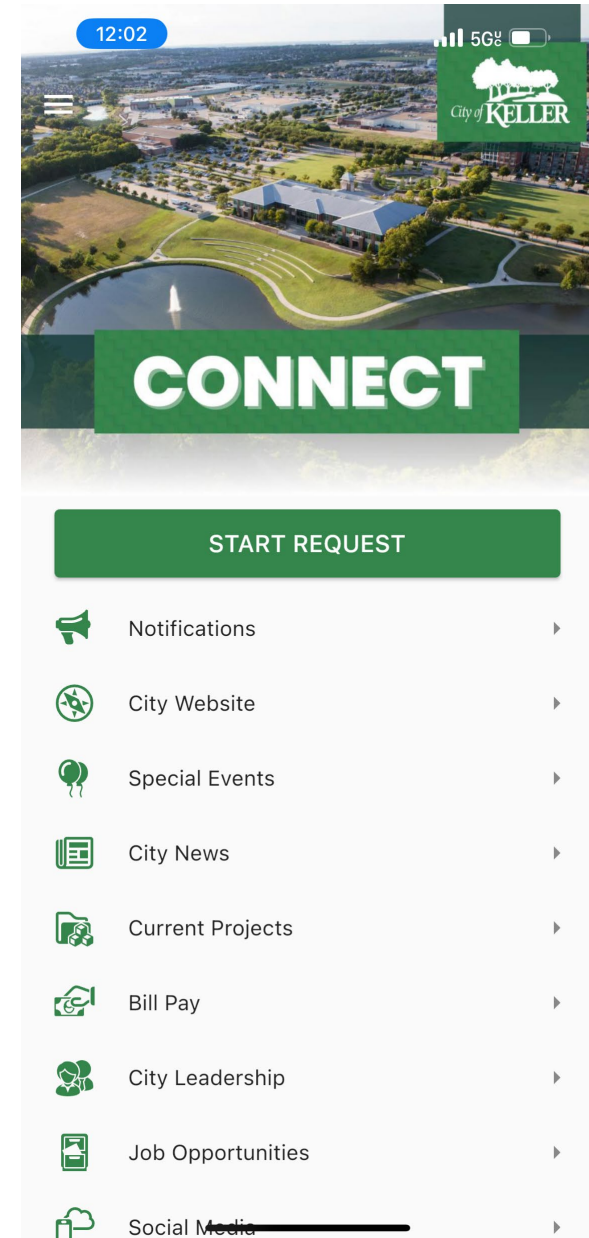 12:02
5G
City of KELLER
CONNECT
START REQUEST
Notifications
City Website
Special Events
City News
Current Projects
Bill Pay
City Leadership
Job Opportunities
Social Media